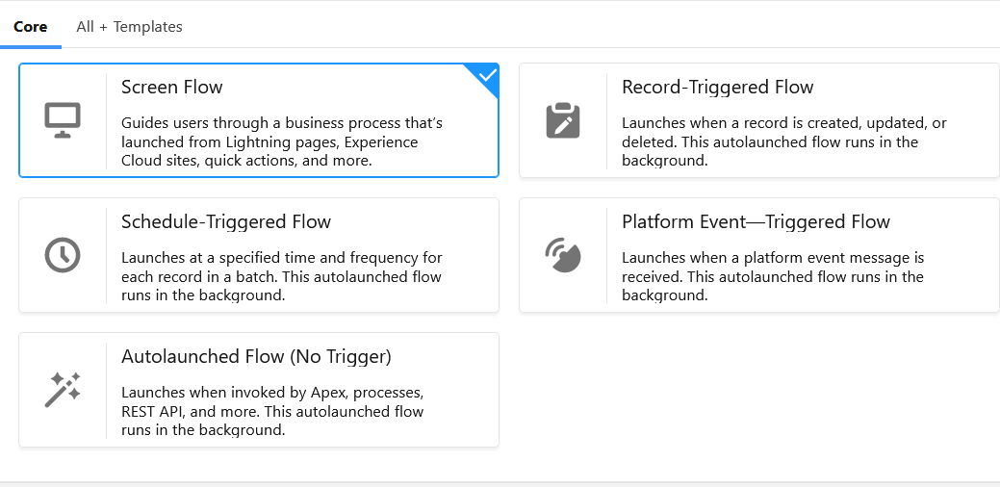 Core
All + Templates
Screen Flow
Guides users through a business process that's
launched from Lightning pages, Experience
Cloud sites, quick actions, and more.
Record-Triggered Flow
Launches when a record is created, updated, or
deleted. This autolaunched flow runs in the
background.
Schedule-Triggered Flow
Launches at a specified time and frequency for
each record in a batch. This autolaunched flow
runs in the background.
Platform Event—Triggered Flow
Launches when a platform event message is
received. This autolaunched flow runs in the
background.
Autolaunched Flow (No Trigger)
Launches when invoked by Apex, processes,
REST API, and more. This autolaunched flow
runs in the background.